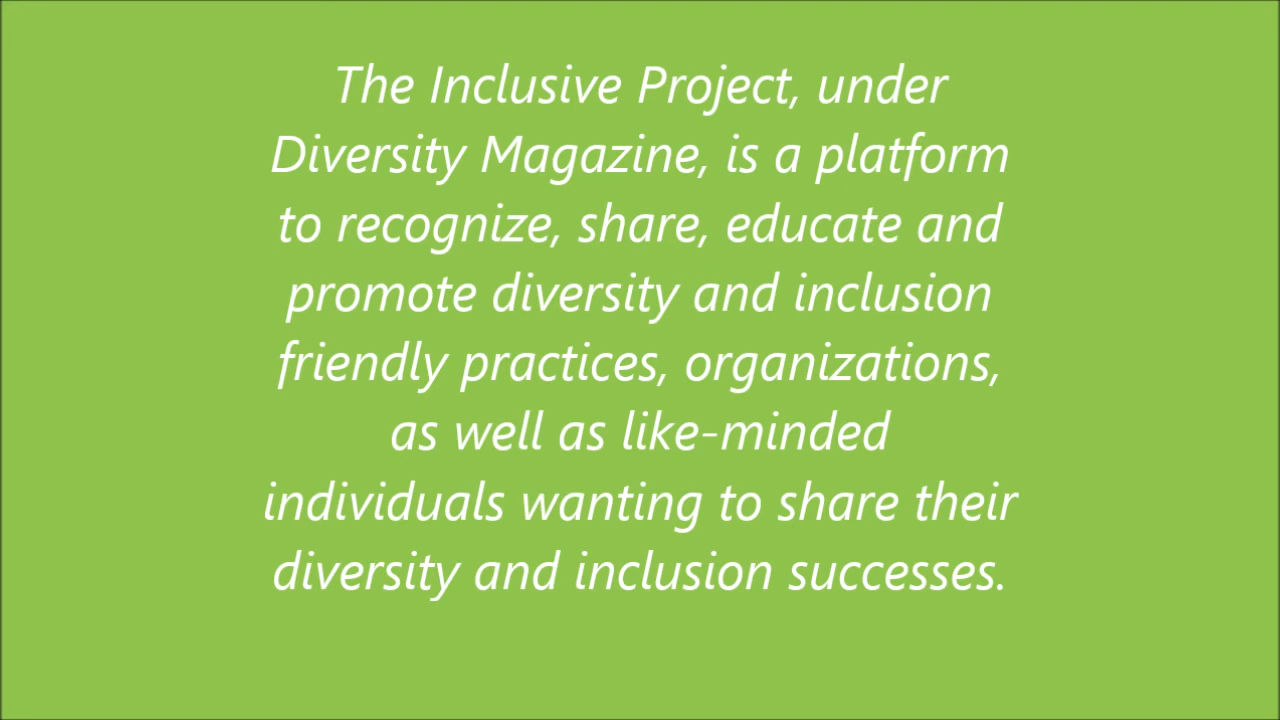 The Inclusive Project, under
Diversity Magazine, is a platform
to recognize, share, educate and
promote diversity and inclusion
friendly practices, organizations,
as well as like-minded
individuals wanting to share their
diversity and inclusion successes.